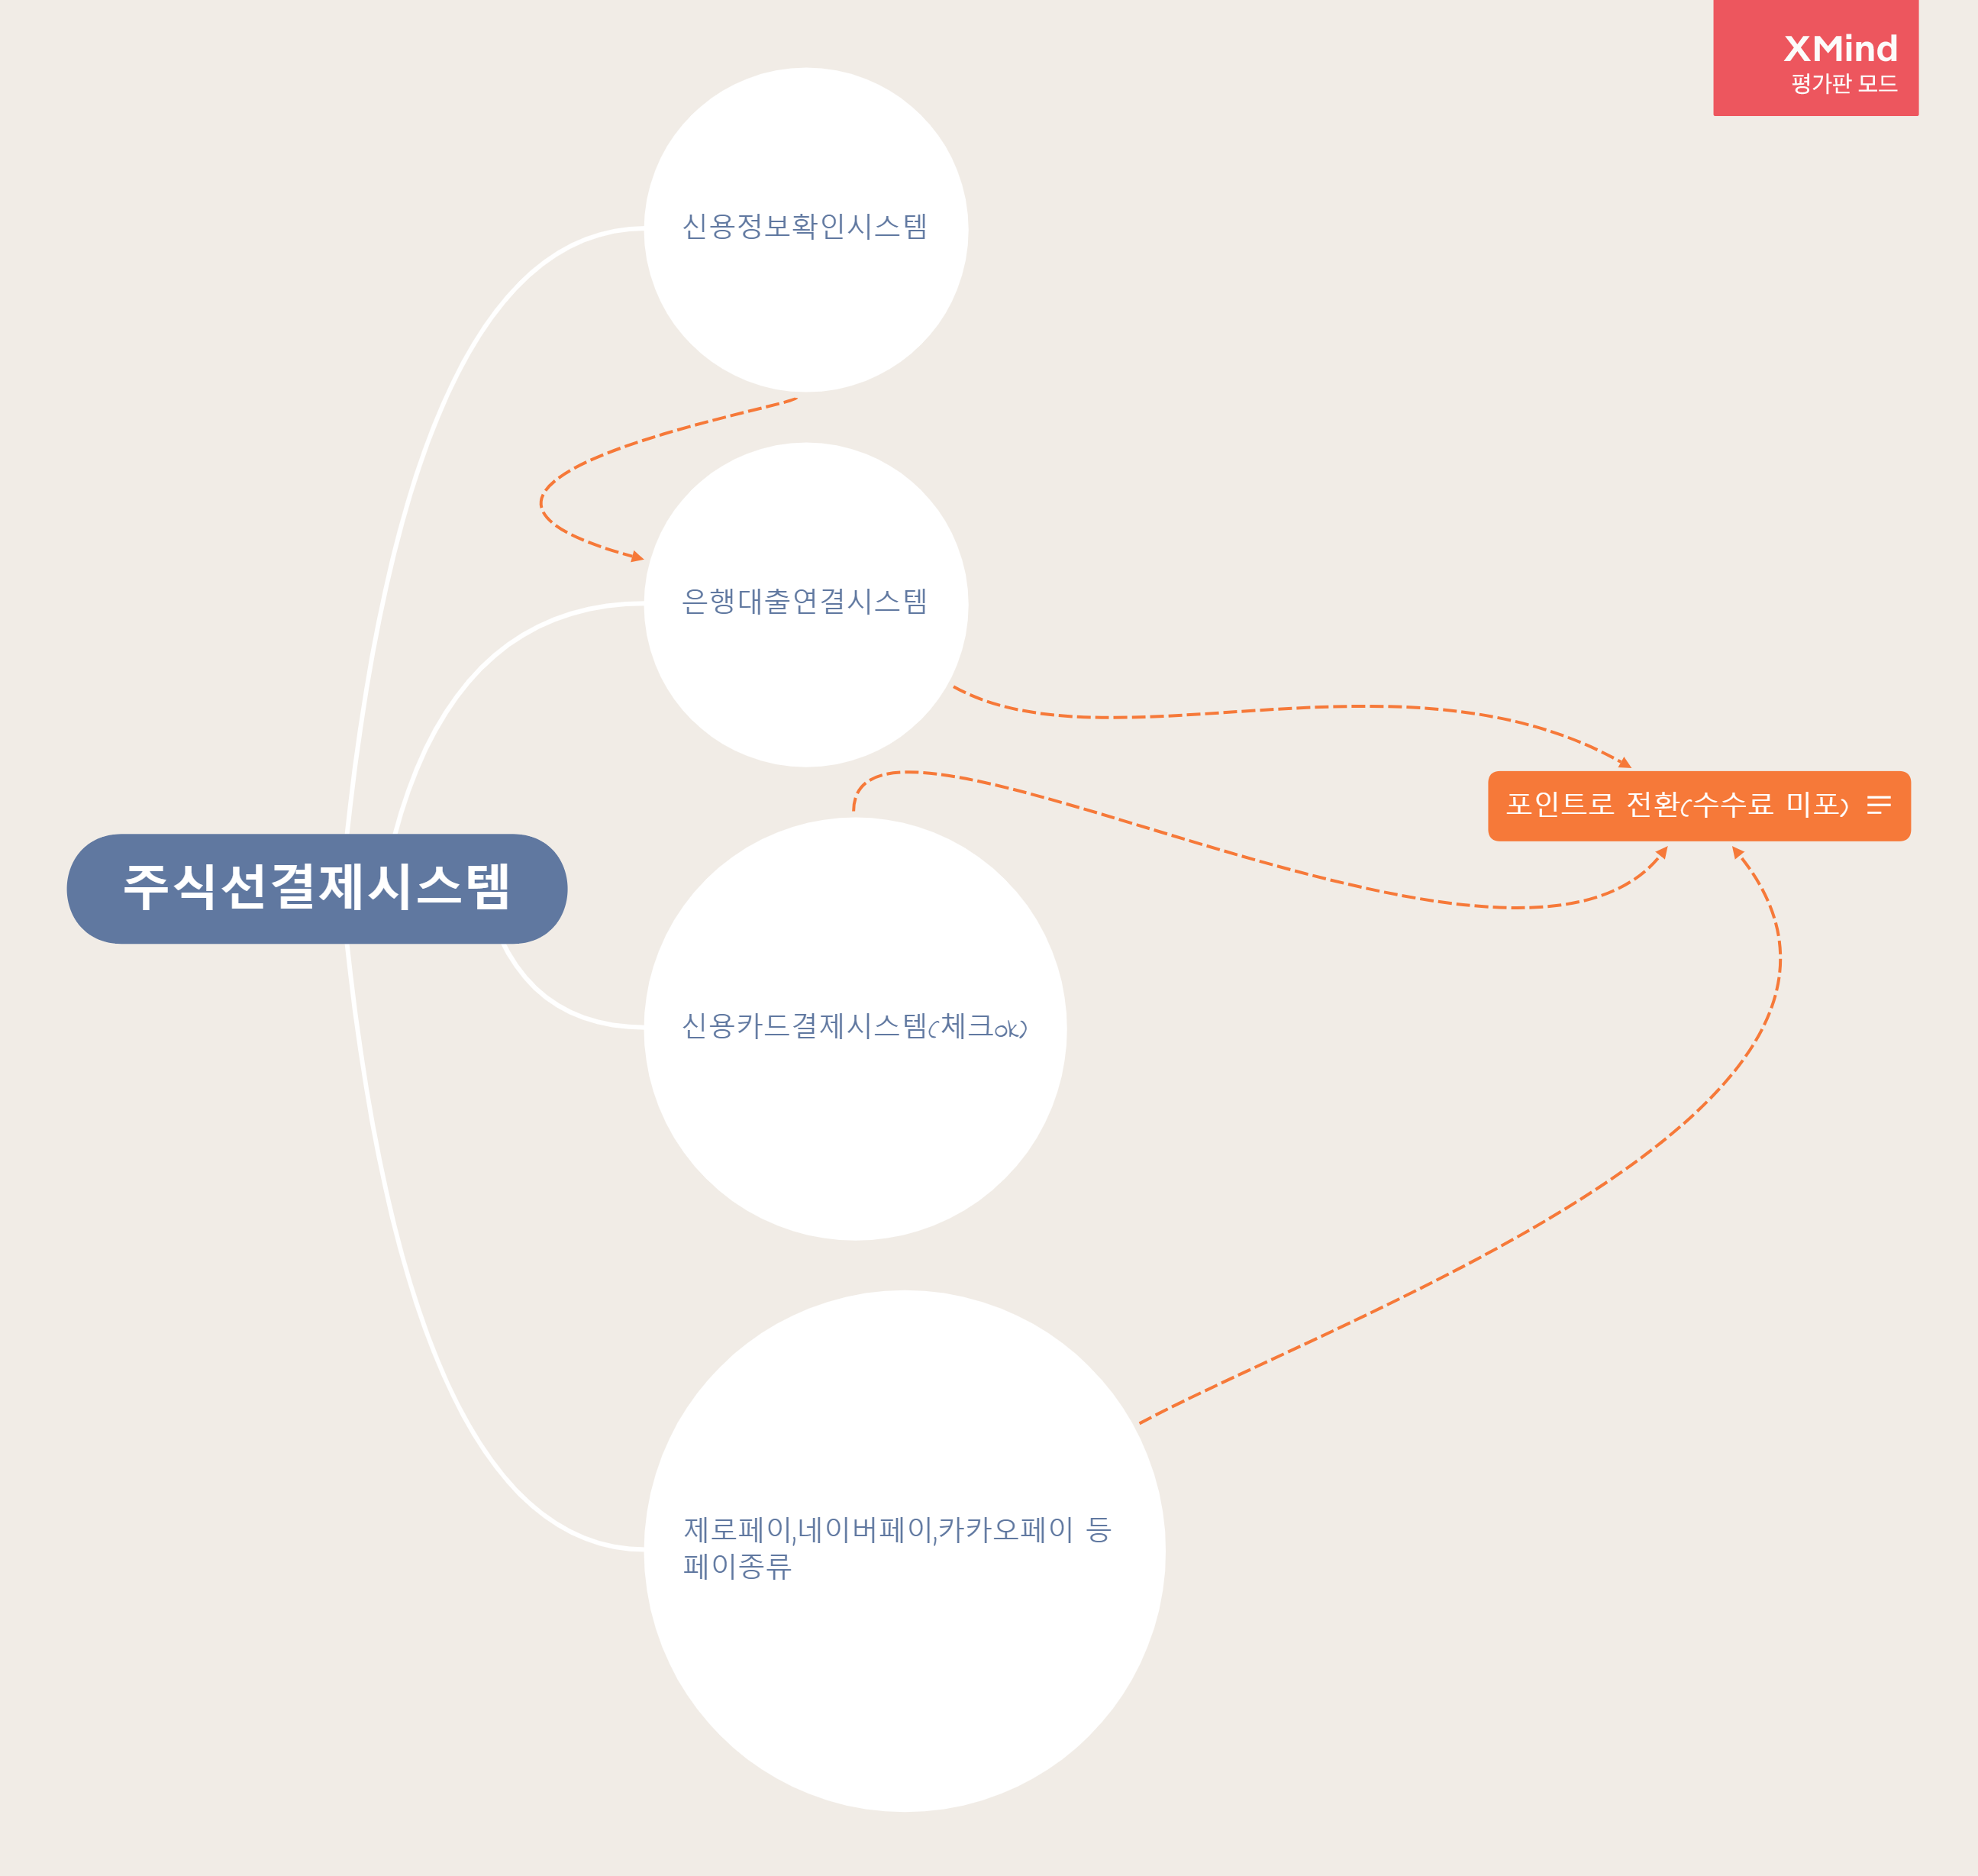 XMind
평가판 모드
신용정보확인시스템
은행대출연결시스템
포인트로 전환(수수료 미포)
주식선결제시스템
신용카드결제시스템(체크ok)
제로페이,네이버페이,카카오페이 등
페이종류